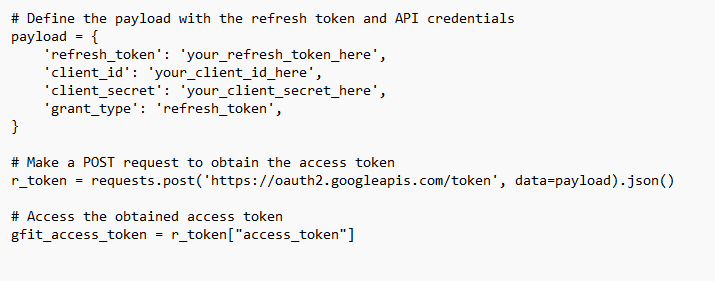 # Define the payload with the refresh token and API credentials
payload = {
    'refresh_token': 'your_refresh_token_here',
    'client_id': 'your_client_id_here',
    'client_secret': 'your_client_secret_here',
    'grant_type': 'refresh_token',
}
# Make a POST request to obtain the access token
r_token = requests.post('https://oauth2.googleapis.com/token', data=payload).json()
# Access the obtained access token
gfit_access_token = r_token["access_token"]